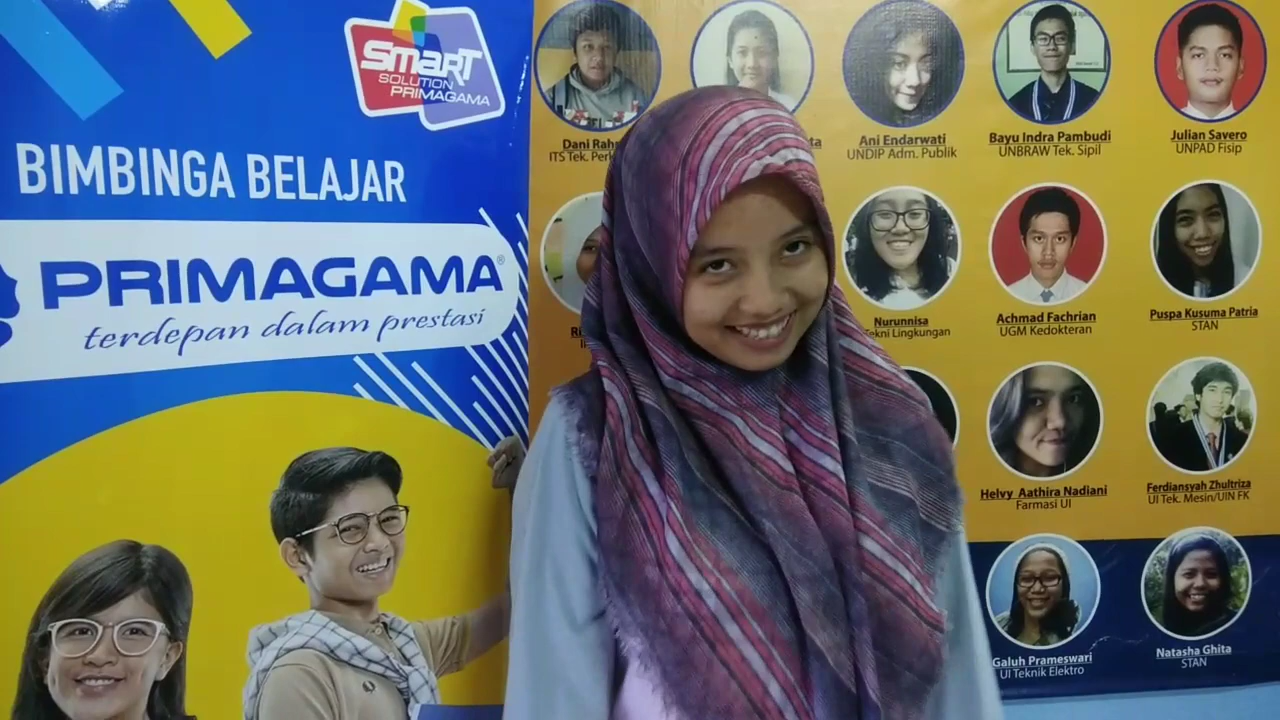 SMART
SOLUTION
PRIMAGAMA
BIMBINGA BELAJAR
PRIMAGAMA®
terdepan dalam prestasi
Dani
ITS Tek.
Ani Endarwati
UNDIP Adm. Publik
Bayu Indra Pambudi
UNBRAW Tek. Sipil
Julian Savero
UNPAD Fisip
Nurunnisa
Tekni Lingkungan
Achmad Fachrian
UGM Kedokteran
Puspa Kusuma Patria
STAN
Helvy Aathira Nadiani
Farmasi UI
Ferdiansyah Zhultriza
UI Tek. Mesin/UIN FK
Galuh Prameswari
UI Teknik Elektro
Natasha Ghita
STAN